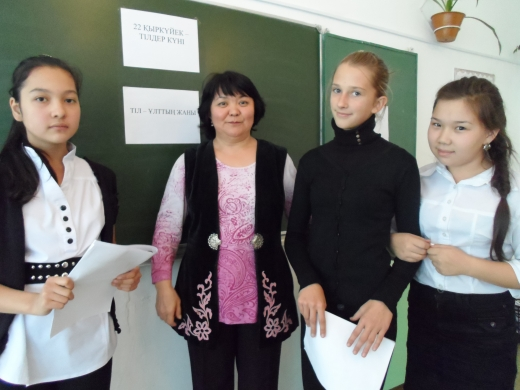 22 ҚЫРКҮЙЕК –
ТІЛДЕР КҮНІ
ТІЛ – ҰЛТТЫҢ ЖАНЫ